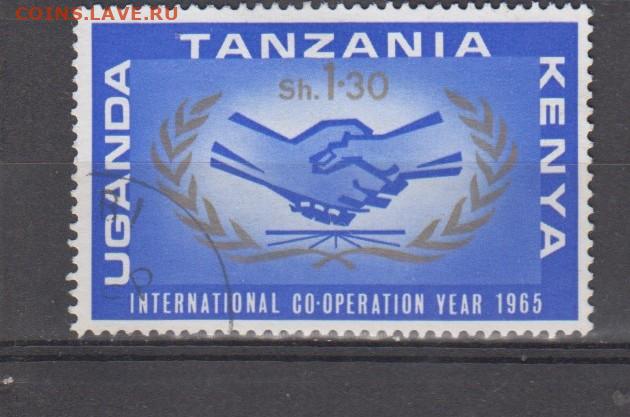 COINS.LAVE.RU
TANZANIA
Sh.1·30
UGANDA
KENYA
INTERNATIONAL CO·OPERATION YEAR 1965